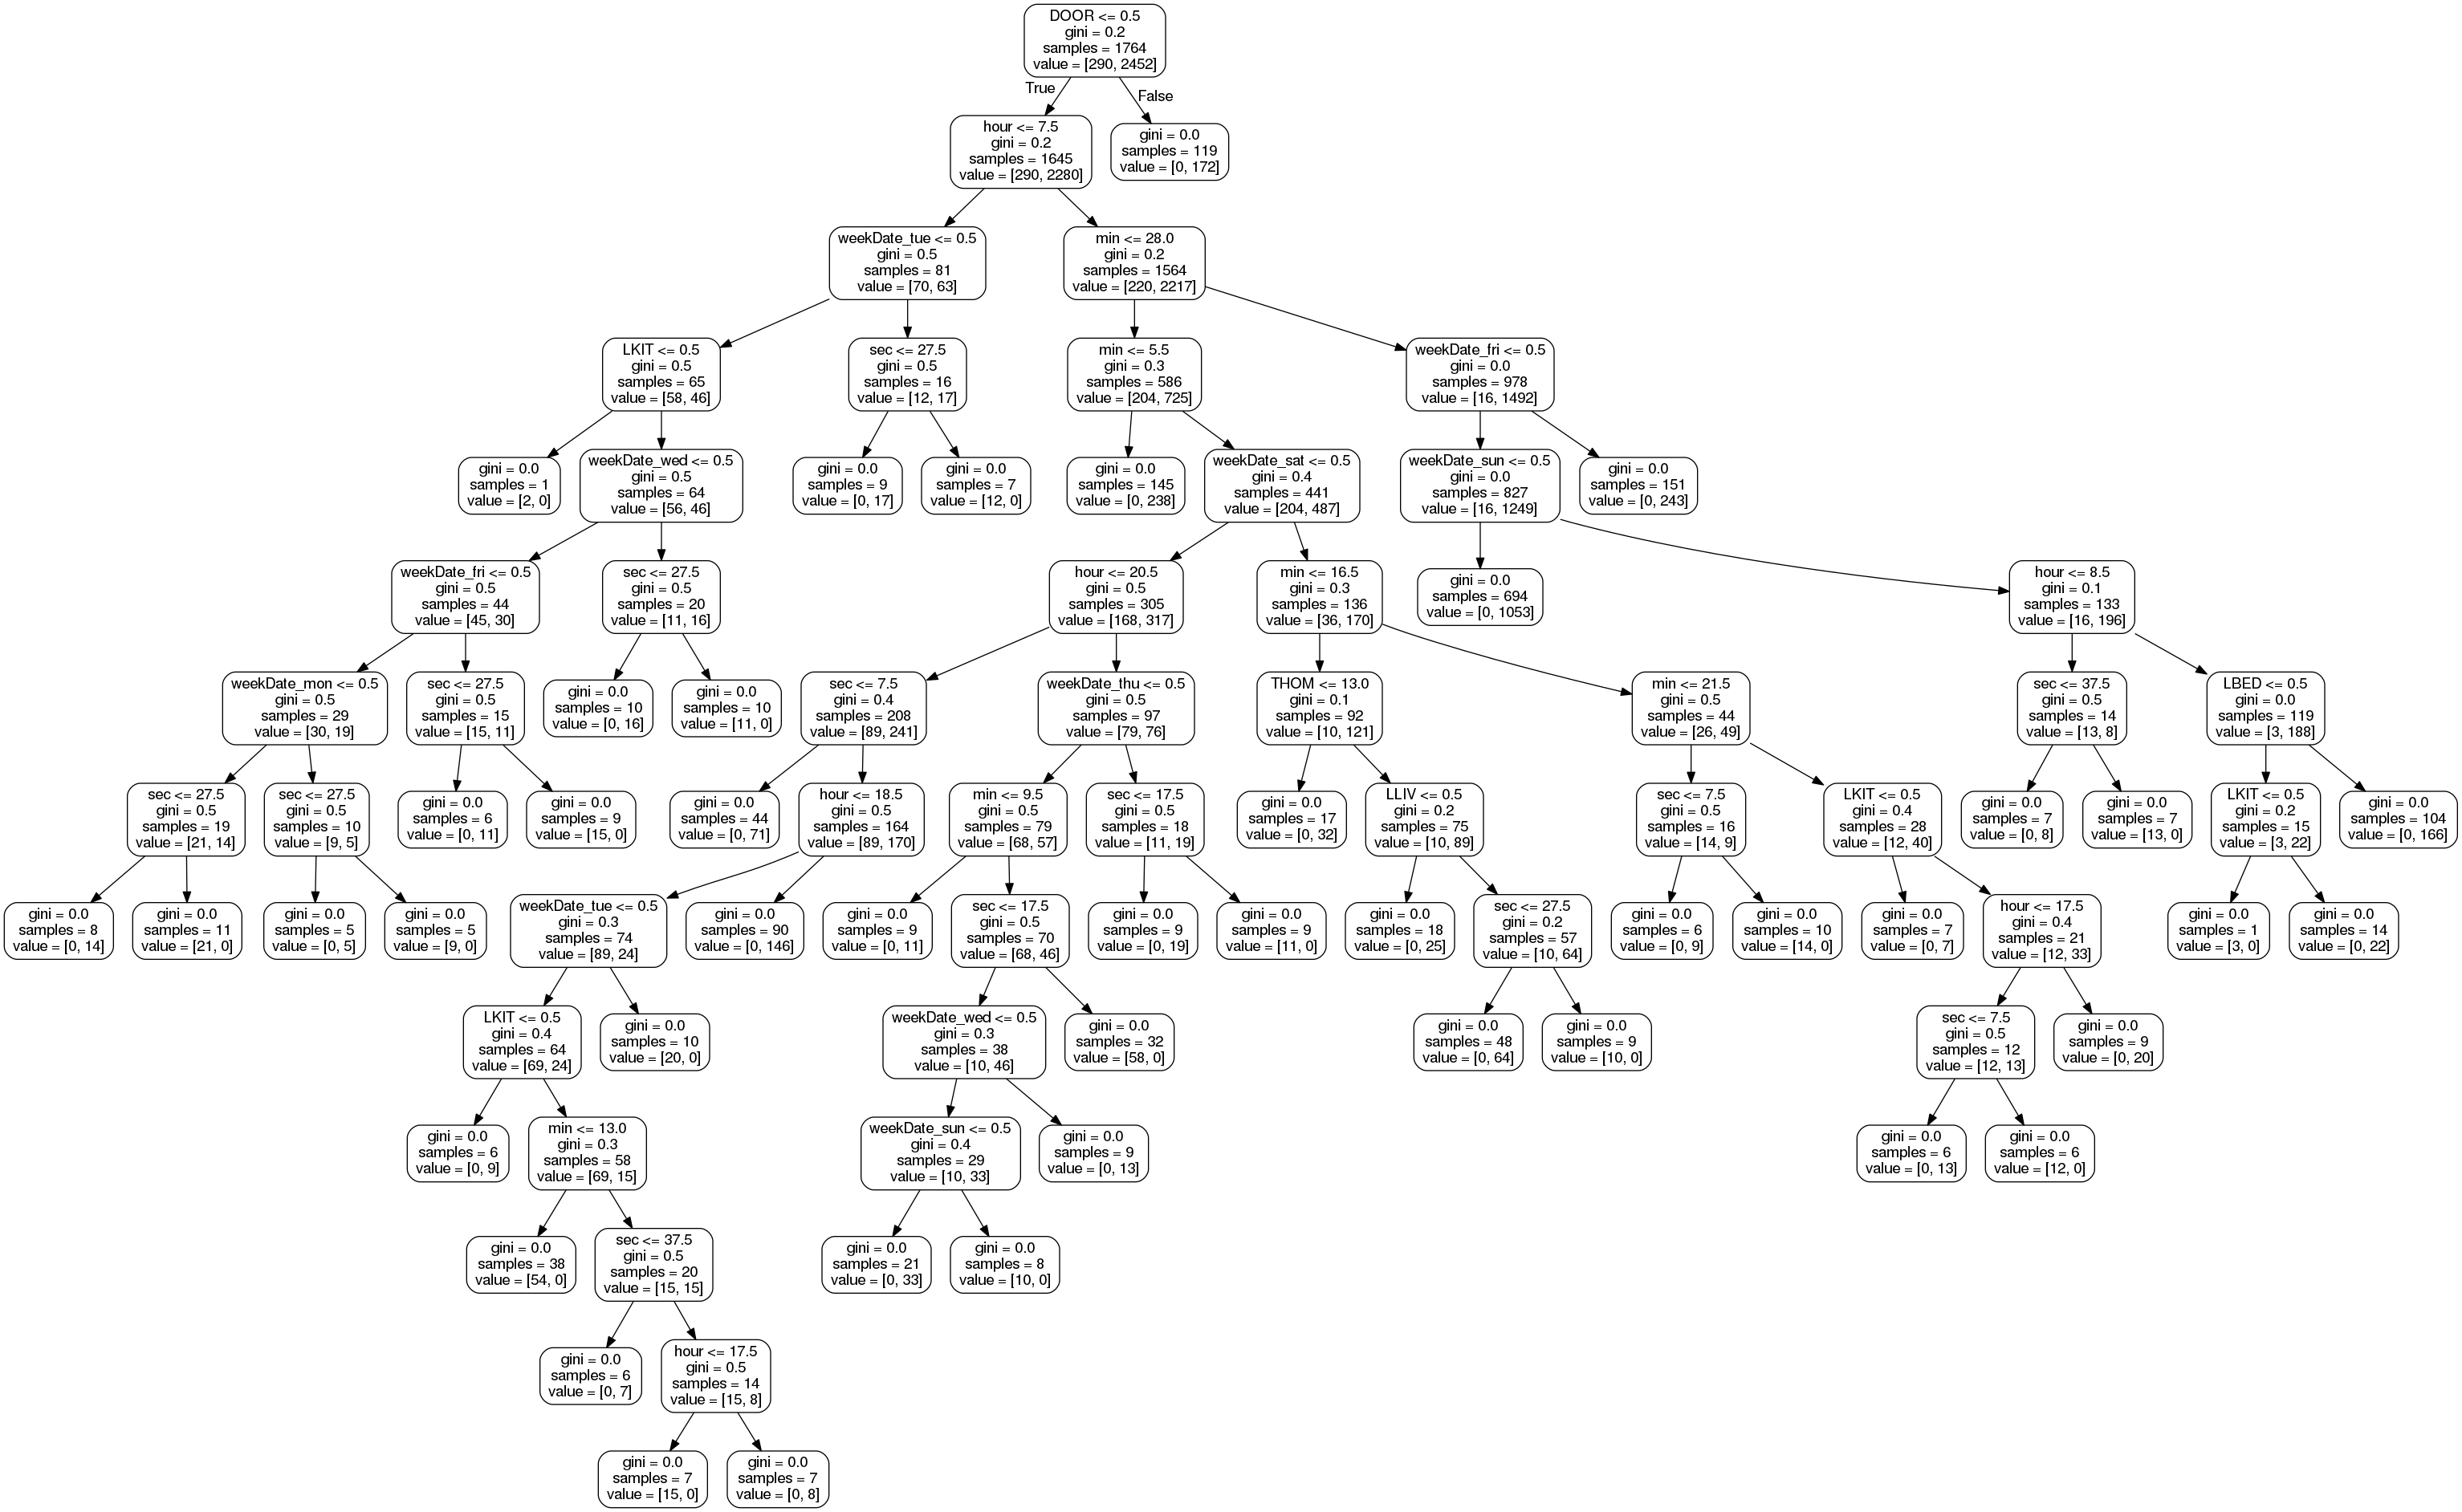 DOOR <= 0.5
gini = 0.2
samples = 1764
value = [290, 2452]
True
False
hour <= 7.5
gini = 0.2
samples = 1645
value = [290, 2280]
gini = 0.0
samples = 119
value = [0, 172]
weekDate_tue <= 0.5
gini = 0.5
samples = 81
value = [70, 63]
min <= 28.0
gini = 0.2
samples = 1564
value = [220, 2217]
LKIT <= 0.5
gini = 0.5
samples = 65
value = [58, 46]
sec <= 27.5
gini = 0.5
samples = 16
value = [12, 17]
min <= 5.5
gini = 0.3
samples = 586
value = [204, 725]
weekDate_fri <= 0.5
gini = 0.0
samples = 978
value = [16, 1492]
gini = 0.0
samples = 1
value = [2, 0]
weekDate_wed <= 0.5
gini = 0.5
samples = 64
value = [56, 46]
gini = 0.0
samples = 9
value = [0, 17]
gini = 0.0
samples = 7
value = [12, 0]
gini = 0.0
samples = 145
value = [0, 238]
weekDate_sat <= 0.5
gini = 0.4
samples = 441
value = [204, 487]
weekDate_sun <= 0.5
gini = 0.0
samples = 827
value = [16, 1249]
gini = 0.0
samples = 151
value = [0, 243]
weekDate_fri <= 0.5
gini = 0.5
samples = 44
value = [45, 30]
sec <= 27.5
gini = 0.5
samples = 20
value = [11, 16]
hour <= 20.5
gini = 0.5
samples = 305
value = [168, 317]
min <= 16.5
gini = 0.3
samples = 136
value = [36, 170]
gini = 0.0
samples = 694
value = [0, 1053]
hour <= 8.5
gini = 0.1
samples = 133
value = [16, 196]
weekDate_mon <= 0.5
gini = 0.5
samples = 29
value = [30, 19]
sec <= 27.5
gini = 0.5
samples = 15
value = [15, 11]
gini = 0.0
samples = 10
value = [0, 16]
gini = 0.0
samples = 10
value = [11, 0]
sec <= 7.5
gini = 0.4
samples = 208
value = [89, 241]
weekDate_thu <= 0.5
gini = 0.5
samples = 97
value = [79, 76]
THOM <= 13.0
gini = 0.1
samples = 92
value = [10, 121]
min <= 21.5
gini = 0.5
samples = 44
value = [26, 49]
sec <= 37.5
gini = 0.5
samples = 14
value = [13, 8]
LBED <= 0.5
gini = 0.0
samples = 119
value = [3, 188]
sec <= 27.5
gini = 0.5
samples = 19
value = [21, 14]
sec <= 27.5
gini = 0.5
samples = 10
value = [9, 5]
gini = 0.0
samples = 6
value = [0, 11]
gini = 0.0
samples = 9
value = [15, 0]
gini = 0.0
samples = 44
value = [0, 71]
hour <= 18.5
gini = 0.5
samples = 164
value = [89, 170]
min <= 9.5
gini = 0.5
samples = 79
value = [68, 57]
sec <= 17.5
gini = 0.5
samples = 18
value = [11, 19]
gini = 0.0
samples = 17
value = [0, 32]
LLIV <= 0.5
gini = 0.2
samples = 75
value = [10, 89]
sec <= 7.5
gini = 0.5
samples = 16
value = [14, 9]
LKIT <= 0.5
gini = 0.4
samples = 28
value = [12, 40]
gini = 0.0
samples = 7
value = [0, 8]
gini = 0.0
samples = 7
value = [13, 0]
LKIT <= 0.5
gini = 0.2
samples = 15
value = [3, 22]
gini = 0.0
samples = 104
value = [0, 166]
gini = 0.0
samples = 8
value = [0, 14]
gini = 0.0
samples = 11
value = [21, 0]
gini = 0.0
samples = 5
value = [0, 5]
gini = 0.0
samples = 5
value = [9, 0]
weekDate_tue <= 0.5
gini = 0.3
samples = 74
value = [89, 24]
gini = 0.0
samples = 90
value = [0, 146]
gini = 0.0
samples = 9
value = [0, 11]
sec <= 17.5
gini = 0.5
samples = 70
value = [68, 46]
gini = 0.0
samples = 9
value = [0, 19]
gini = 0.0
samples = 9
value = [11, 0]
gini = 0.0
samples = 18
value = [0, 25]
sec <= 27.5
gini = 0.2
samples = 57
value = [10, 64]
gini = 0.0
samples = 6
value = [0, 9]
gini = 0.0
samples = 10
value = [14, 0]
gini = 0.0
samples = 7
value = [0, 7]
hour <= 17.5
gini = 0.4
samples = 21
value = [12, 33]
gini = 0.0
samples = 1
value = [3, 0]
gini = 0.0
samples = 14
value = [0, 22]
LKIT <= 0.5
gini = 0.4
samples = 64
value = [69, 24]
gini = 0.0
samples = 10
value = [20, 0]
weekDate_wed <= 0.5
gini = 0.3
samples = 38
value = [10, 46]
gini = 0.0
samples = 32
value = [58, 0]
gini = 0.0
samples = 48
value = [0, 64]
gini = 0.0
samples = 9
value = [10, 0]
sec <= 7.5
gini = 0.5
samples = 12
value = [12, 13]
gini = 0.0
samples = 9
value = [0, 20]
gini = 0.0
samples = 6
value = [0, 9]
min <= 13.0
gini = 0.3
samples = 58
value = [69, 15]
weekDate_sun <= 0.5
gini = 0.4
samples = 29
value = [10, 33]
gini = 0.0
samples = 9
value = [0, 13]
gini = 0.0
samples = 6
value = [0, 13]
gini = 0.0
samples = 6
value = [12, 0]
gini = 0.0
samples = 38
value = [54, 0]
sec <= 37.5
gini = 0.5
samples = 20
value = [15, 15]
gini = 0.0
samples = 21
value = [0, 33]
gini = 0.0
samples = 8
value = [10, 0]
gini = 0.0
samples = 6
value = [0, 7]
hour <= 17.5
gini = 0.5
samples = 14
value = [15, 8]
gini = 0.0
samples = 7
value = [15, 0]
gini = 0.0
samples = 7
value = [0, 8]